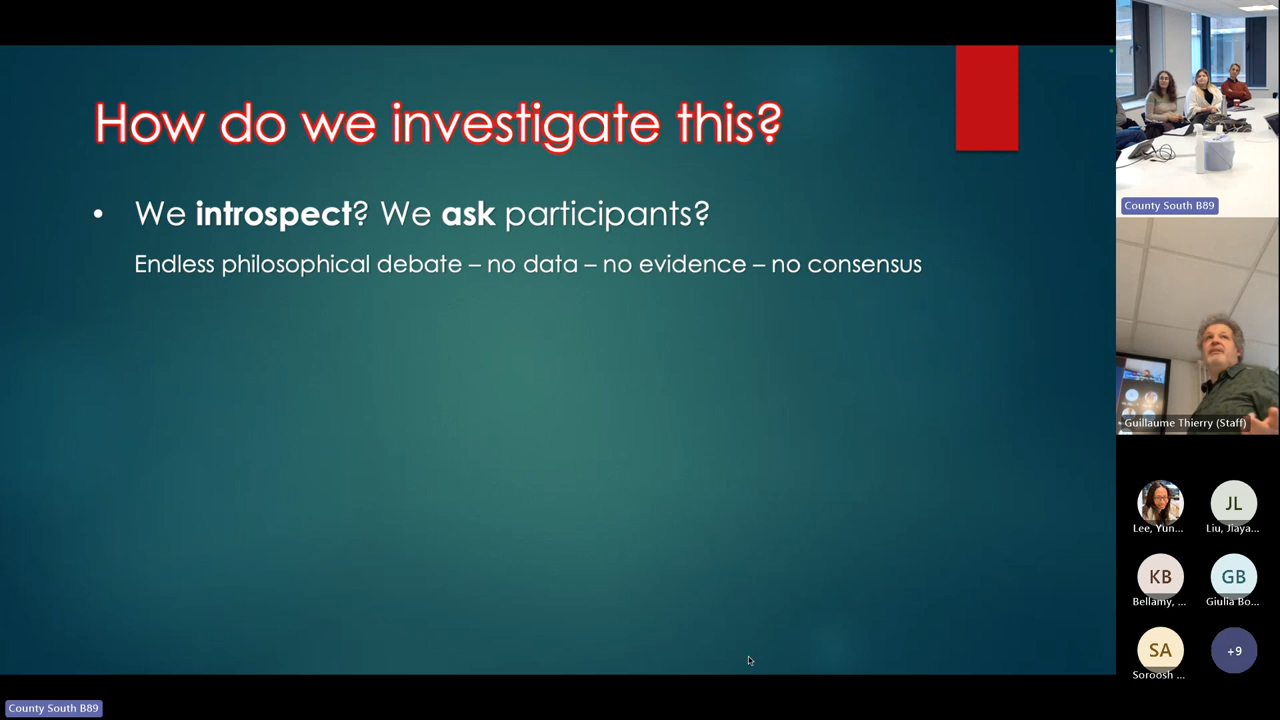 How do we investigate this?
• We introspect? We ask participants?
Endless philosophical debate – no data – no evidence – no consensus
County South B89
Guillaume Thierry (Staff)
JL
Lee, Yun...
Liu, Jiaya...
KB
GB
Bellamy, ...
Giulia Bo...
SA
+9
Soroosh ...
County South B89